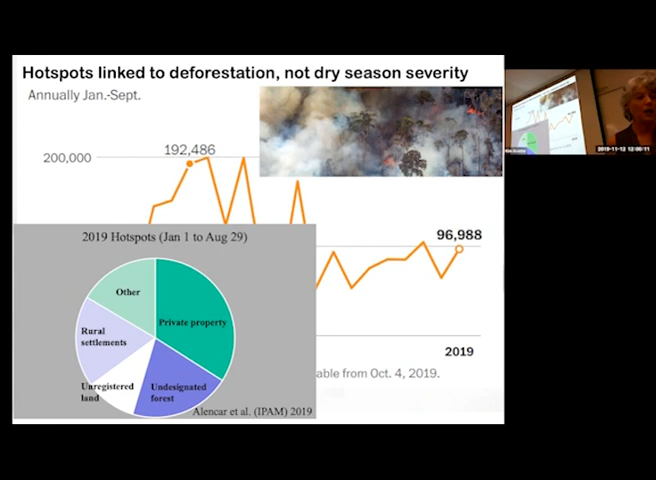 Hotspots linked to deforestation, not dry season severity
Annually Jan.-Sept.
192,486
200,000
96,988
2019 Hotspots (Jan 1 to Aug 29)
Other
Private property
Rural
settlements
Unregistered
land
Undesignated
forest
2019
able from Oct. 4, 2019.
Alencar et al. (IPAM) 2019